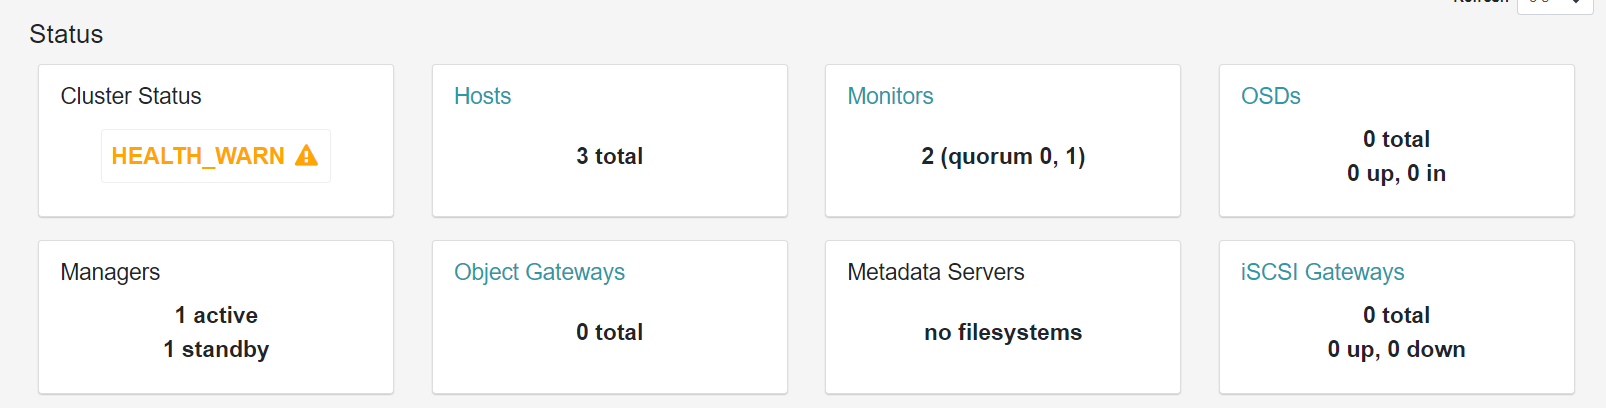 Refresh
Status
Cluster Status
HEALTH_WARN
Hosts
3 total
Monitors
2 (quorum 0, 1)
OSDs
0 total
0 up, 0 in
Managers
1 active
1 standby
Object Gateways
0 total
Metadata Servers
no filesystems
iSCSI Gateways
0 total
0 up, 0 down